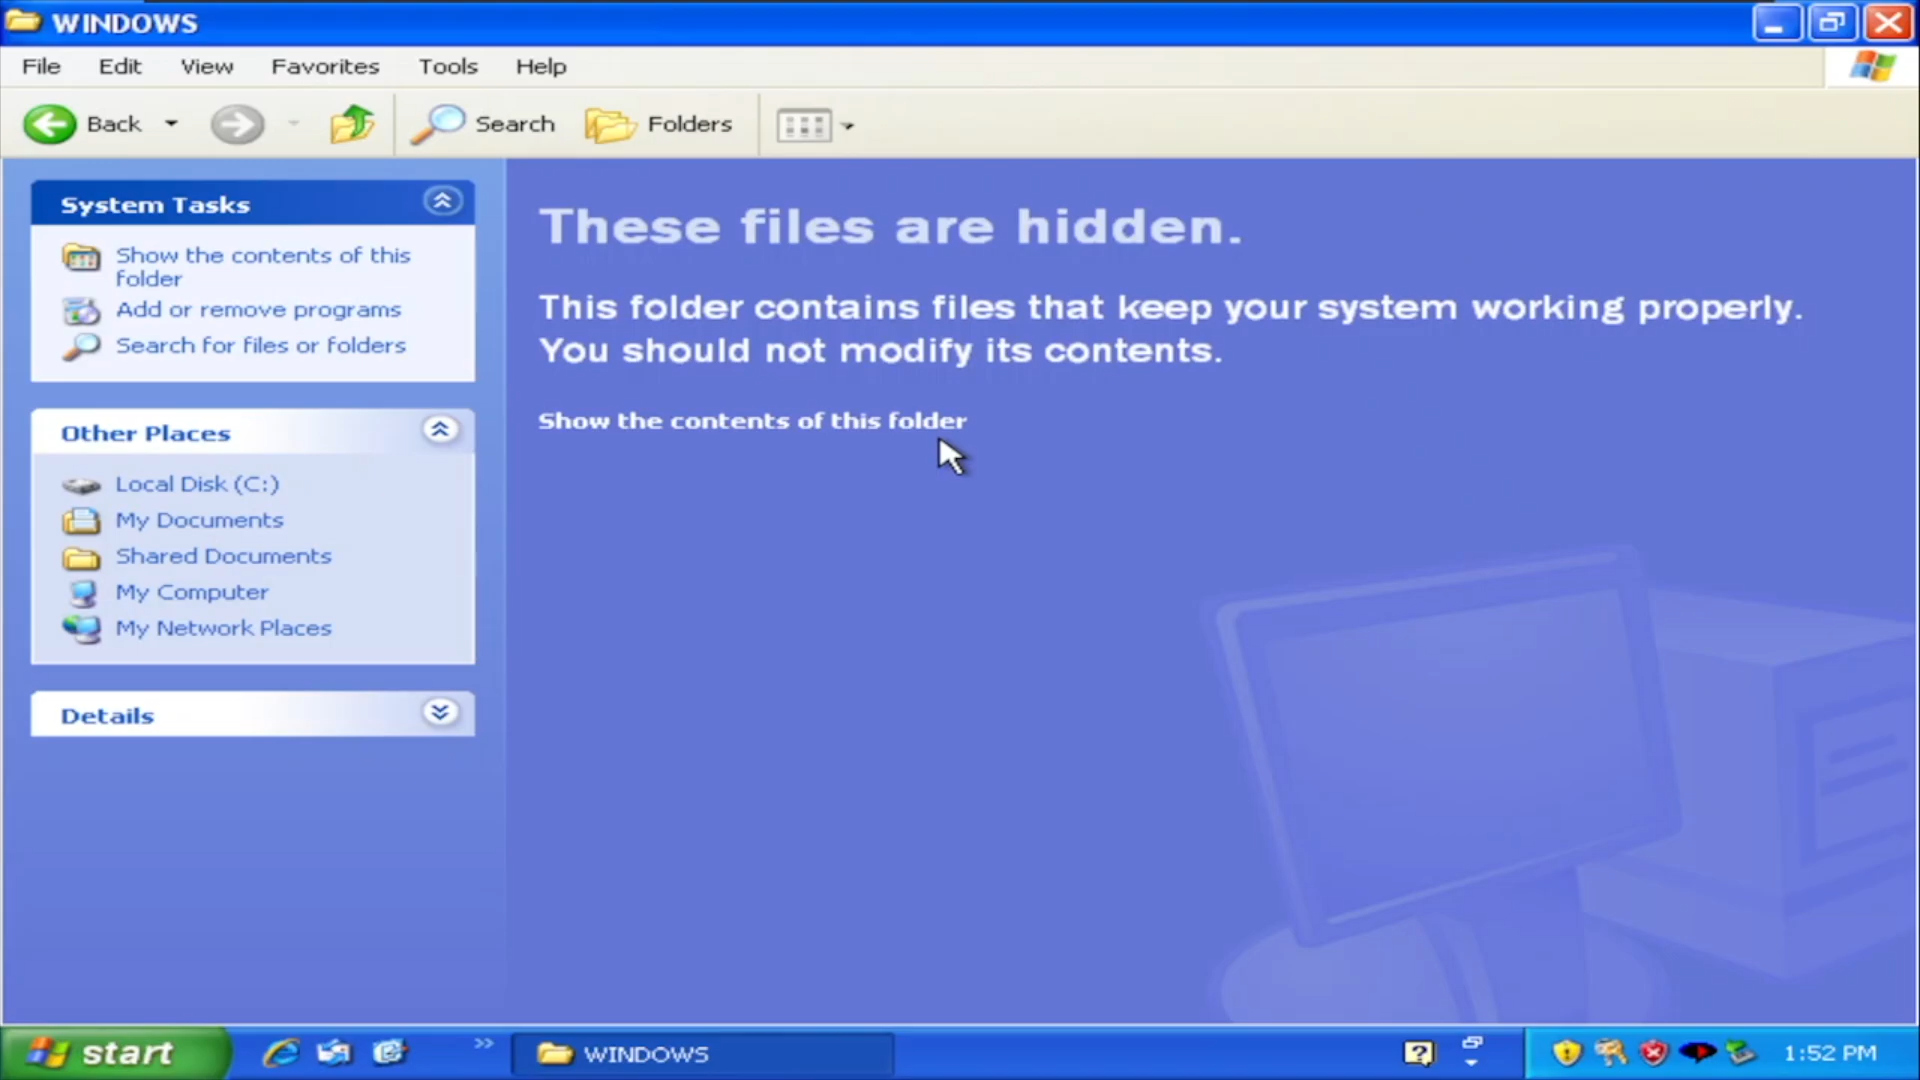 WINDOWS
File Edit View Favorites Tools Help
Back Search Folders
System Tasks
Show the contents of this
folder
Add or remove programs
Search for files or folders
Other Places
Local Disk (C:)
My Documents
Shared Documents
My Computer
My Network Places
Details
These files are hidden.
This folder contains files that keep your system working properly.
You should not modify its contents.
Show the contents of this folder
start WINDOWS 1:52 PM